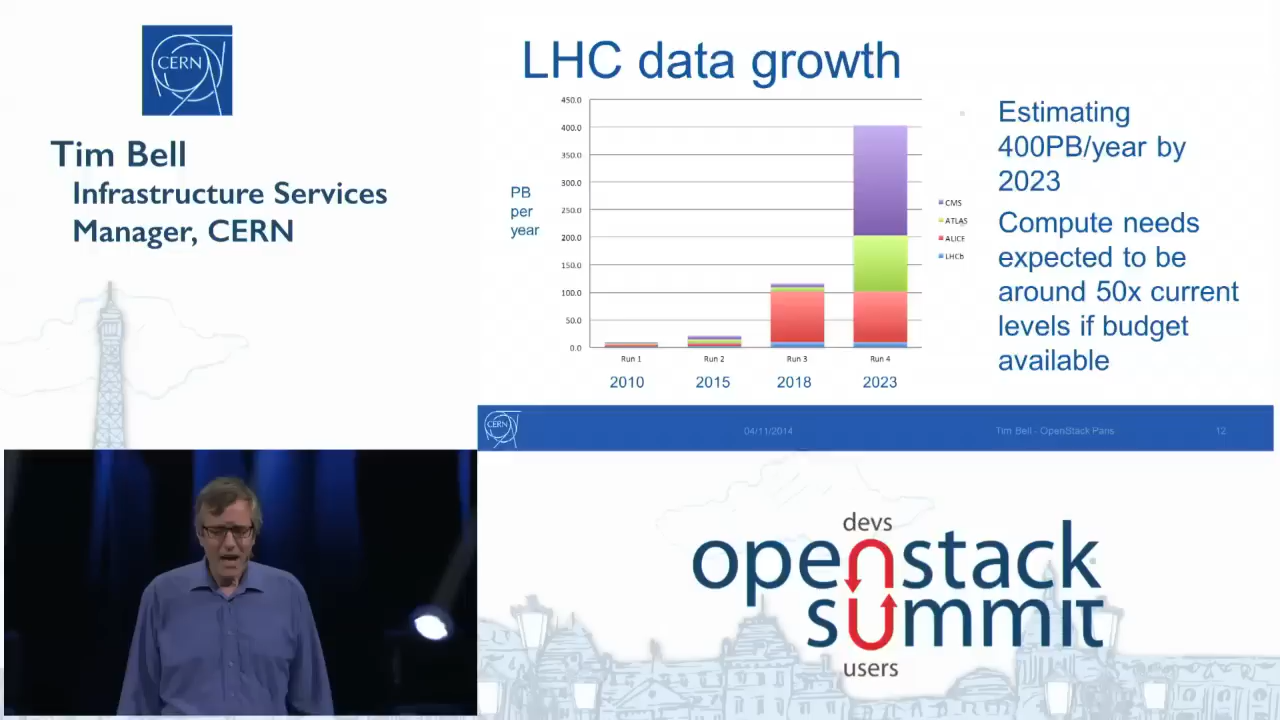 CERN
Tim Bell
Infrastructure Services
Manager, CERN
LHC data growth
450.0
400.0
350.0
300.0
250.0
200.0
150.0
100.0
50.0
0.0
PB
per
year
Run 1
Run 2
Run 3
Run 4
2010
2015
2018
2023
CMS
ATLAS
ALICE
LHCb
Estimating
400PB/year by
2023
Compute needs
expected to be
around 50x current
levels if budget
available
CERN
04/11/2014
Tim Bell - OpenStack Paris
12
devs
openstack
summit
users